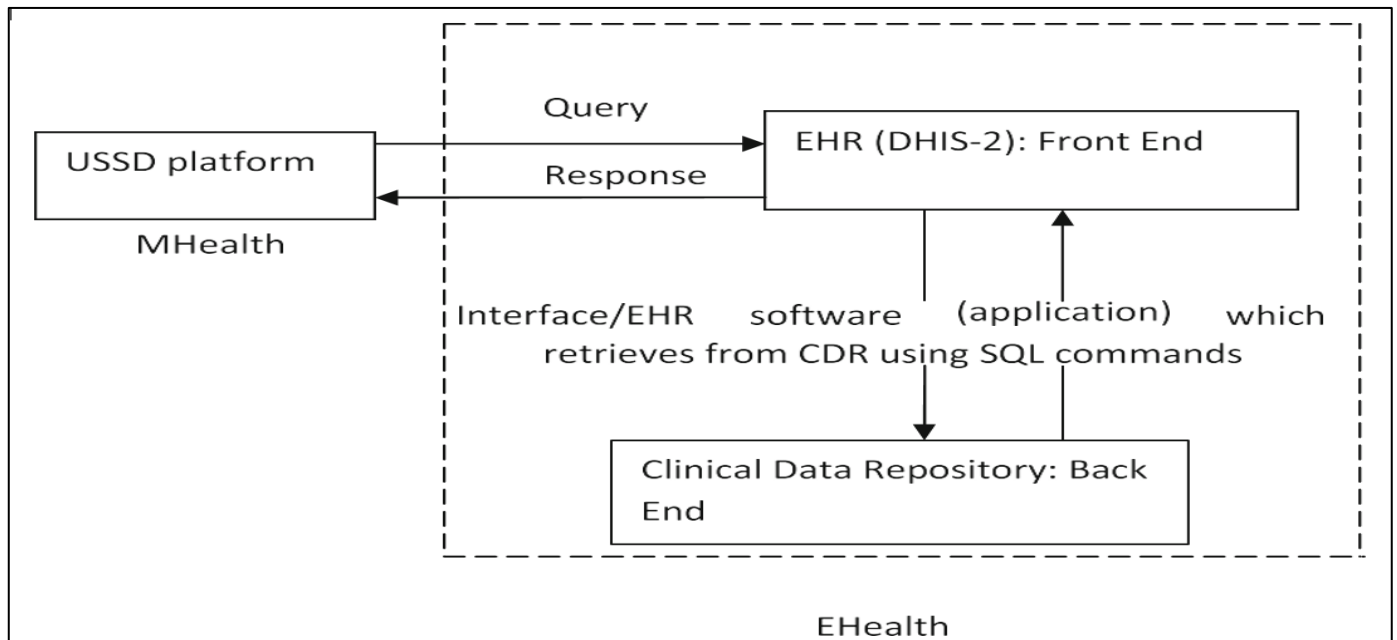 Query
EHR (DHIS-2): Front End
USSD platform
Response
MHealth
Interface/EHR software (application) which
retrieves from CDR using SQL commands
Clinical Data Repository: Back
End
EHealth